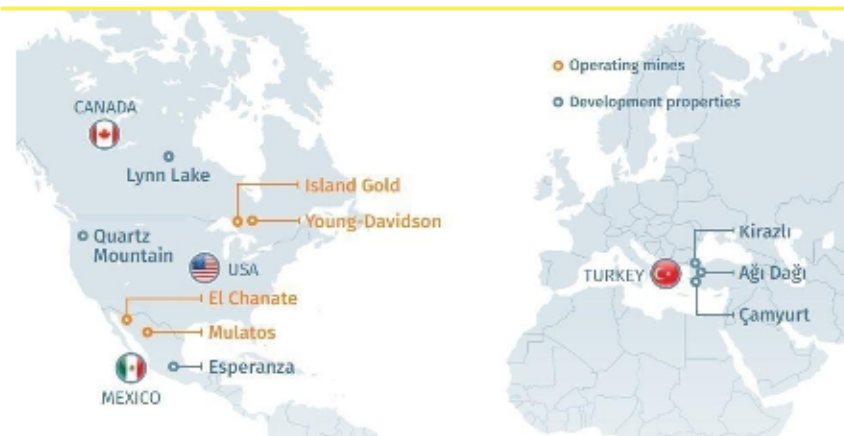 CANADA
Lynn Lake
Island Gold
Young-Davidson
Quartz
Mountain
USA
El Chanate
Mulatos
Esperanza
MEXICO
Operating mines
Development properties
Kirazlı
TURKEY
Ağı Dağı
Çamyurt